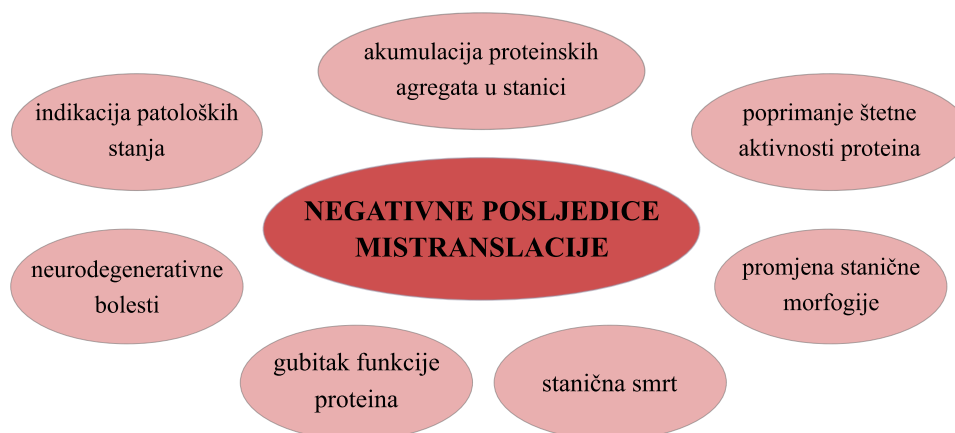 akumulacija proteinskih
agregata u stanici
indikacija patoloških
stanja
poprimanje štetne
aktivnosti proteina
NEGATIVNE POSLJEDICE
MISTRANSLACIJE
neurodegenerativne
bolesti
promjena stanične
morfogije
gubitak funkcije
proteina
stanična smrt